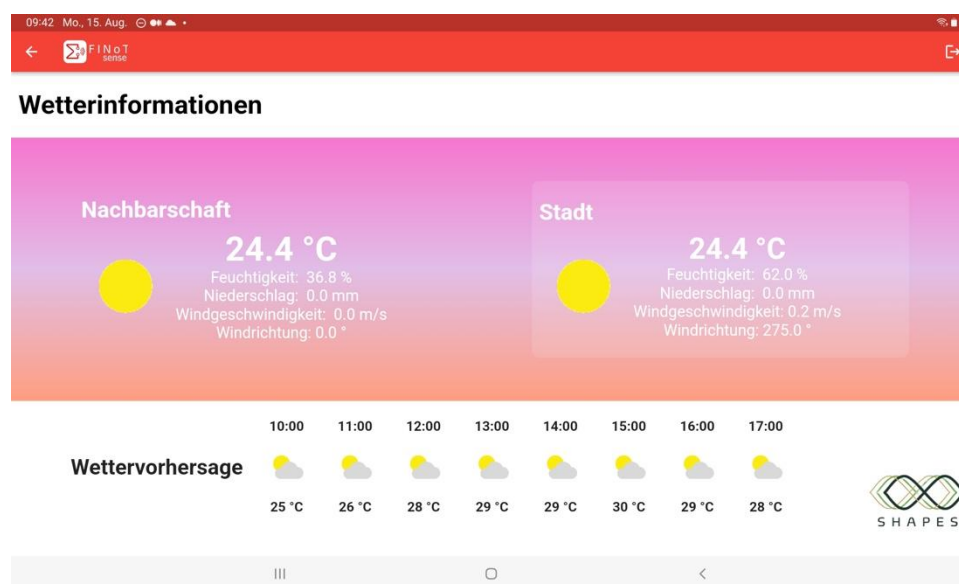 09:42 Mo., 15. Aug.
FINoT
sense
Wetterinformationen
Nachbarschaft
24.4 °C
Feuchtigkeit: 36.8 %
Niederschlag: 0.0 mm
Windgeschwindigkeit: 0.0 m/s
Windrichtung: 0.0 °
Stadt
24.4 °C
Feuchtigkeit: 62.0 %
Niederschlag: 0.0 mm
Windgeschwindigkeit: 0.2 m/s
Windrichtung: 275.0 °
10:00 11:00 12:00 13:00 14:00 15:00 16:00 17:00
Wettervorhersage
25 °C 26 °C 28 °C 29 °C 29 °C 30 °C 29 °C 28 °C
SHAPES